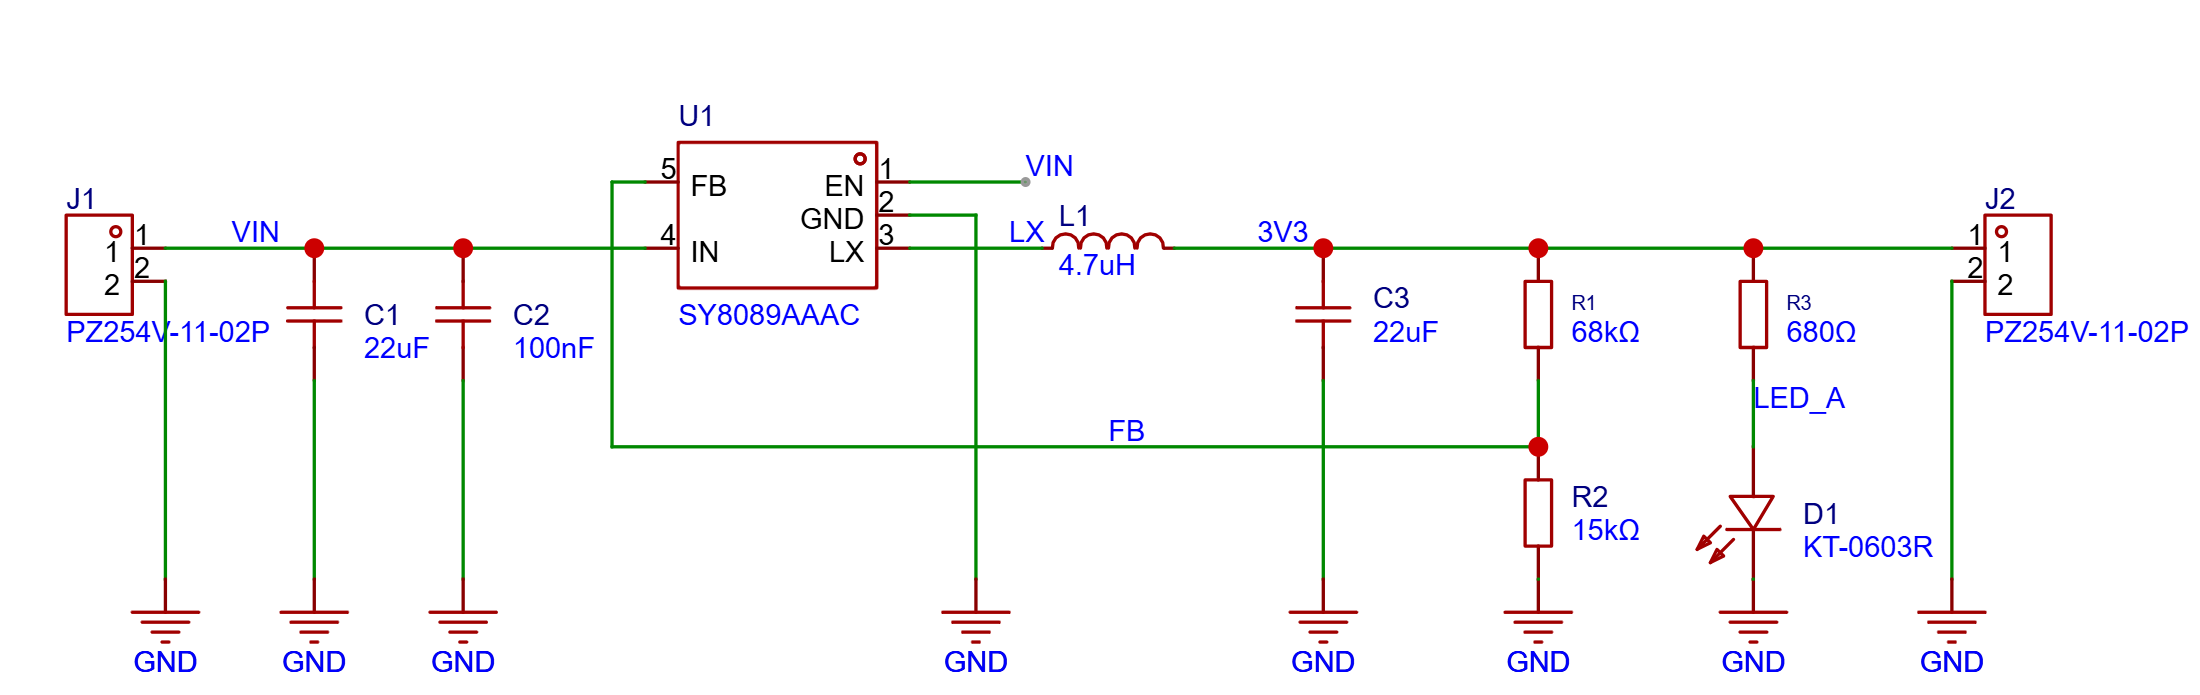 U1
5
FB
EN
1
VIN
GND
2
4
IN
LX
3
SY8089AAAC
J1
1
1
2
2
PZ254V-11-02P
VIN
C1
22uF
C2
100nF
LX
L1
4.7uH
3V3
C3
22uF
R1
68kΩ
R3
680Ω
LED_A
J2
1
1
2
2
PZ254V-11-02P
FB
R2
15kΩ
D1
KT-0603R
GND
GND
GND
GND
GND
GND
GND
GND